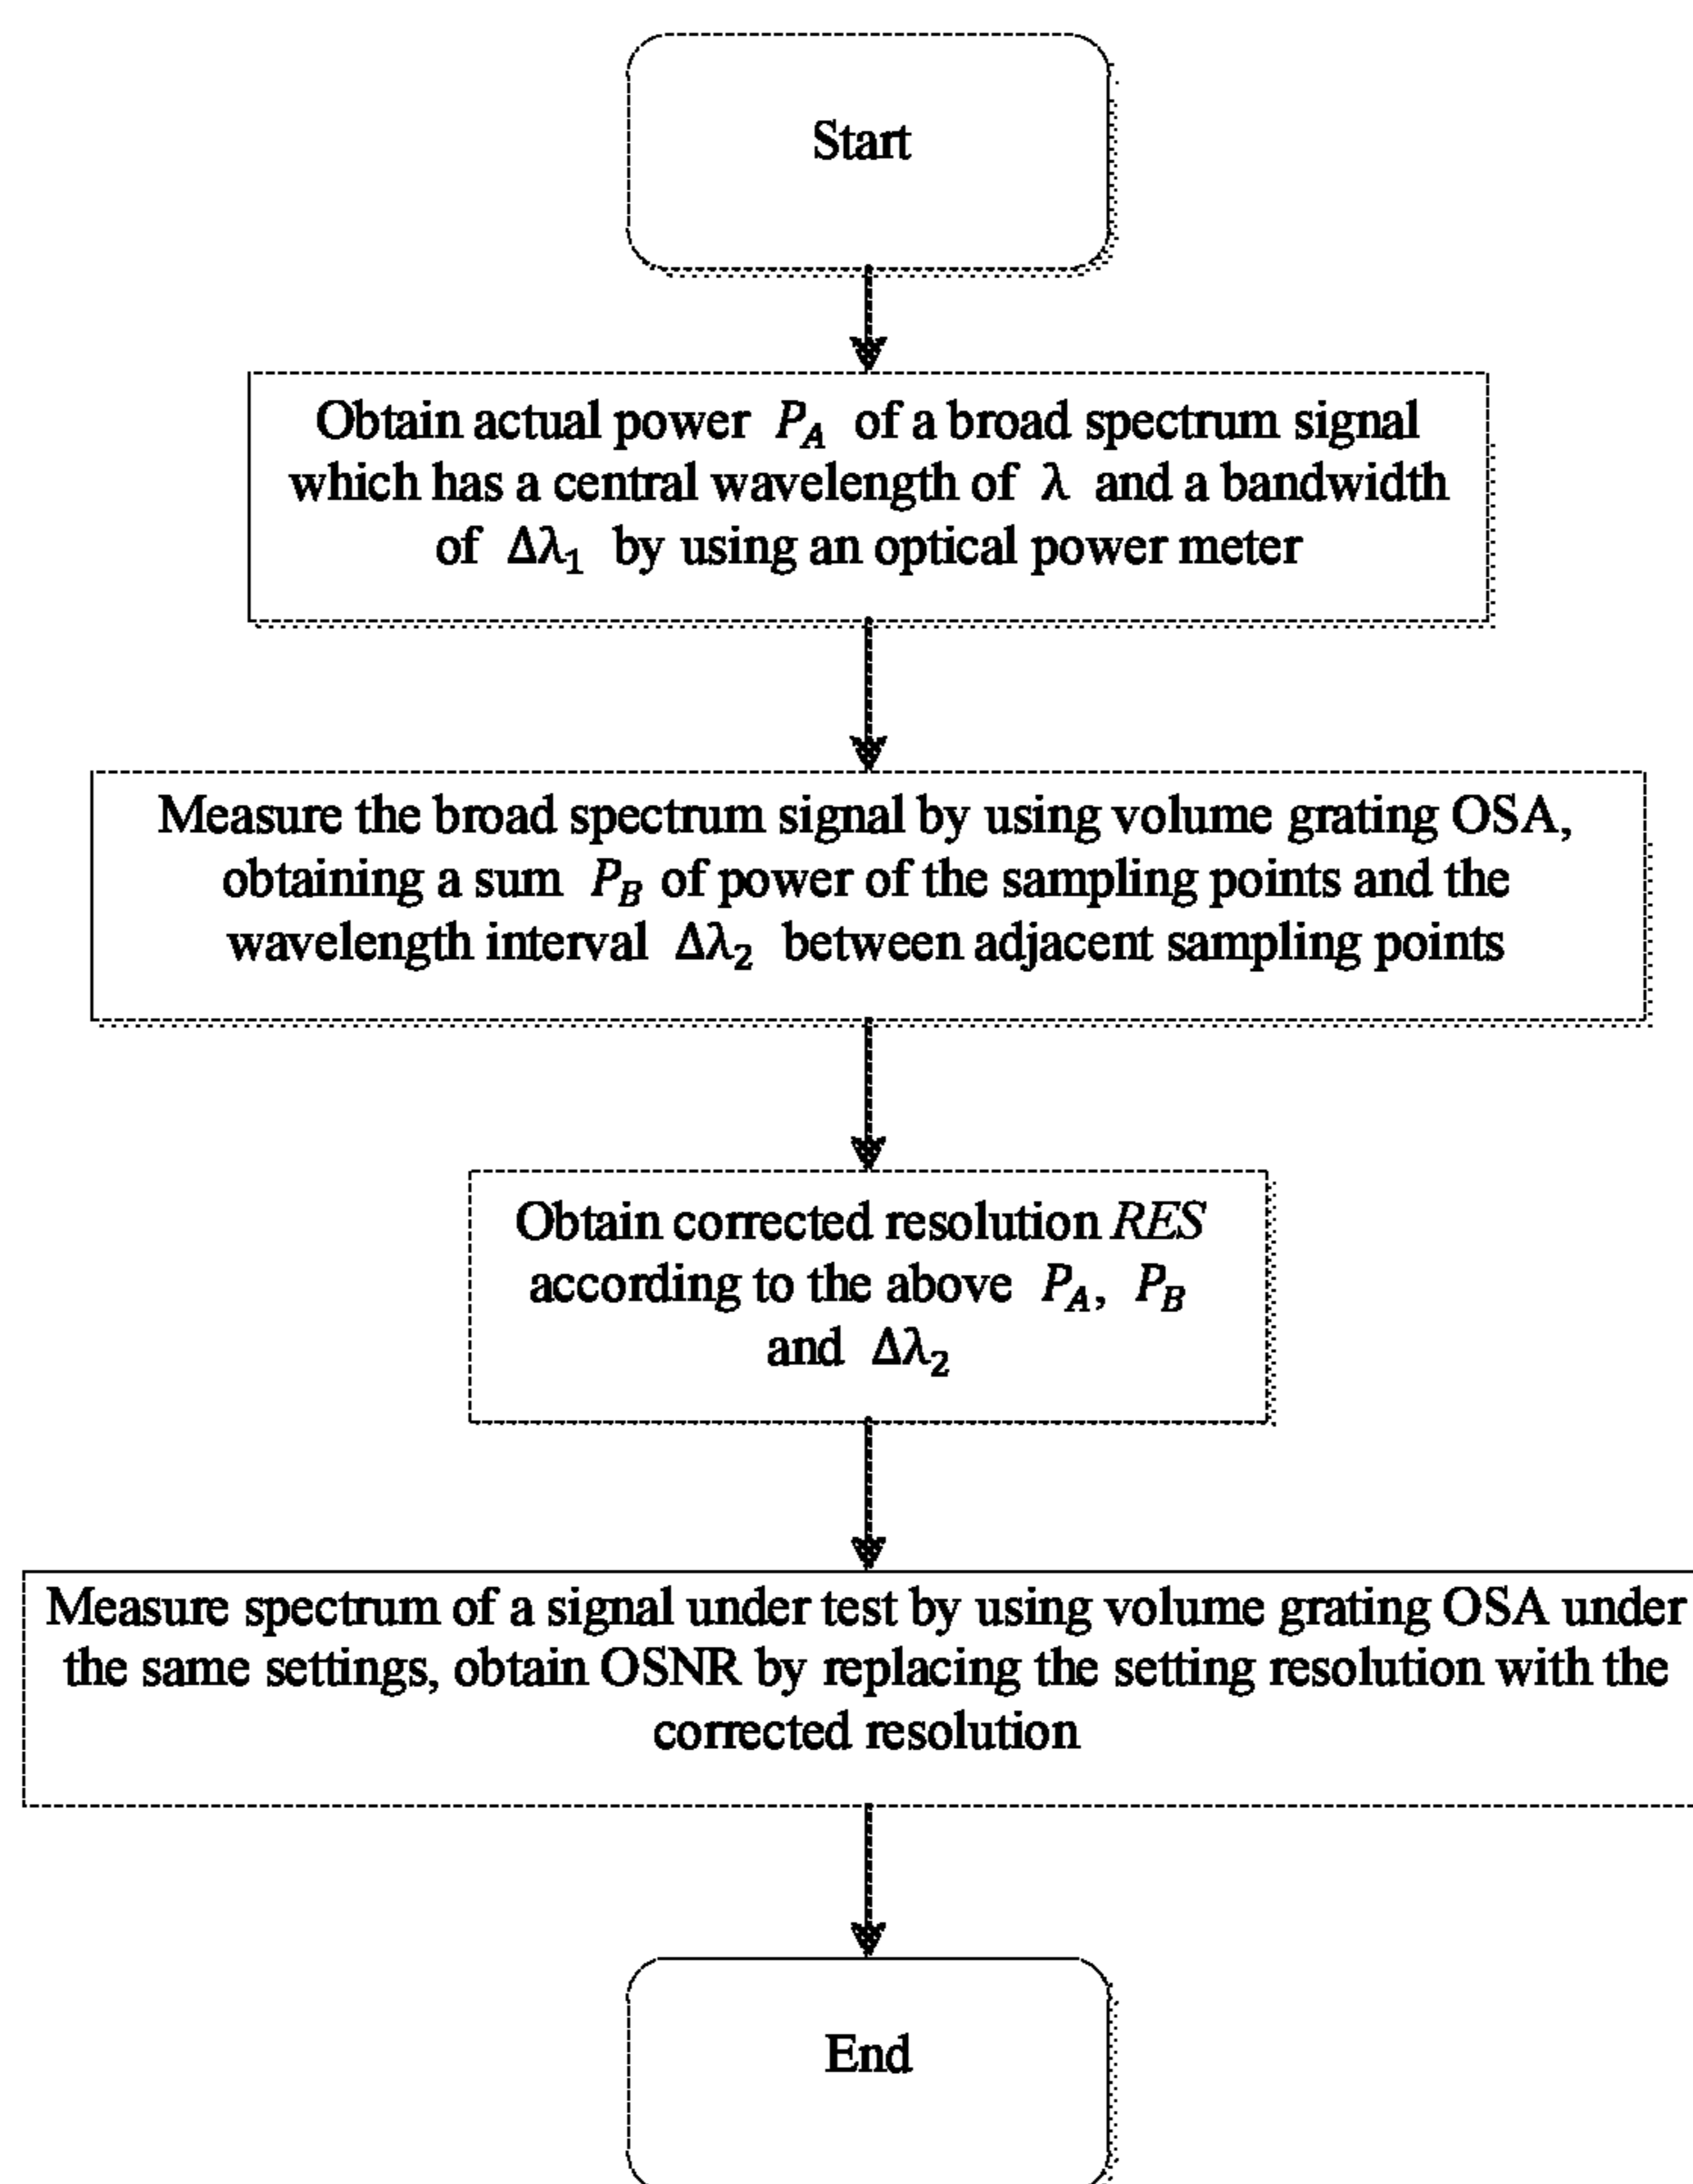 Start
Obtain actual power P_A of a broad spectrum signal
which has a central wavelength of λ and a bandwidth
of Δλ₁ by using an optical power meter
Measure the broad spectrum signal by using volume grating OSA,
obtaining a sum P_B of power of the sampling points and the
wavelength interval Δλ₂ between adjacent sampling points
Obtain corrected resolution RES
according to the above P_A, P_B
and Δλ₂
Measure spectrum of a signal under test by using volume grating OSA under
the same settings, obtain OSNR by replacing the setting resolution with the
corrected resolution
End